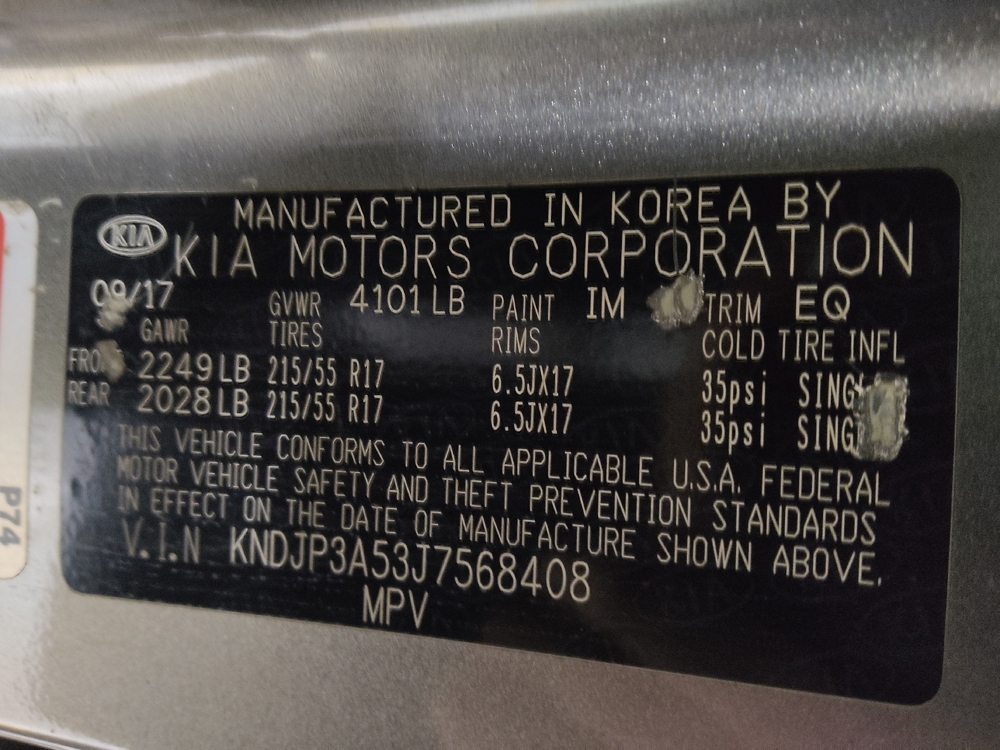 MANUFACTURED IN KOREA BY
KIA KIA MOTORS CORPORATION
09/17 GVWR 4101 LB PAINT IM TRIM EQ
GAWR TIRES RIMS COLD TIRE INFL
2249 LB 215/55 R17 6.5JX17 35psi
REAR 2028 LB 215/55 R17 6.5JX17 35psi
THIS VEHICLE CONFORMS TO ALL APPLICABLE U.S.A. FEDERAL
MOTOR VEHICLE SAFETY AND THEFT PREVENTION STANDARDS
IN EFFECT ON THE DATE OF MANUFACTURE SHOWN ABOVE.
V.I.N KNDJP3A53J7568408
MPV
P74